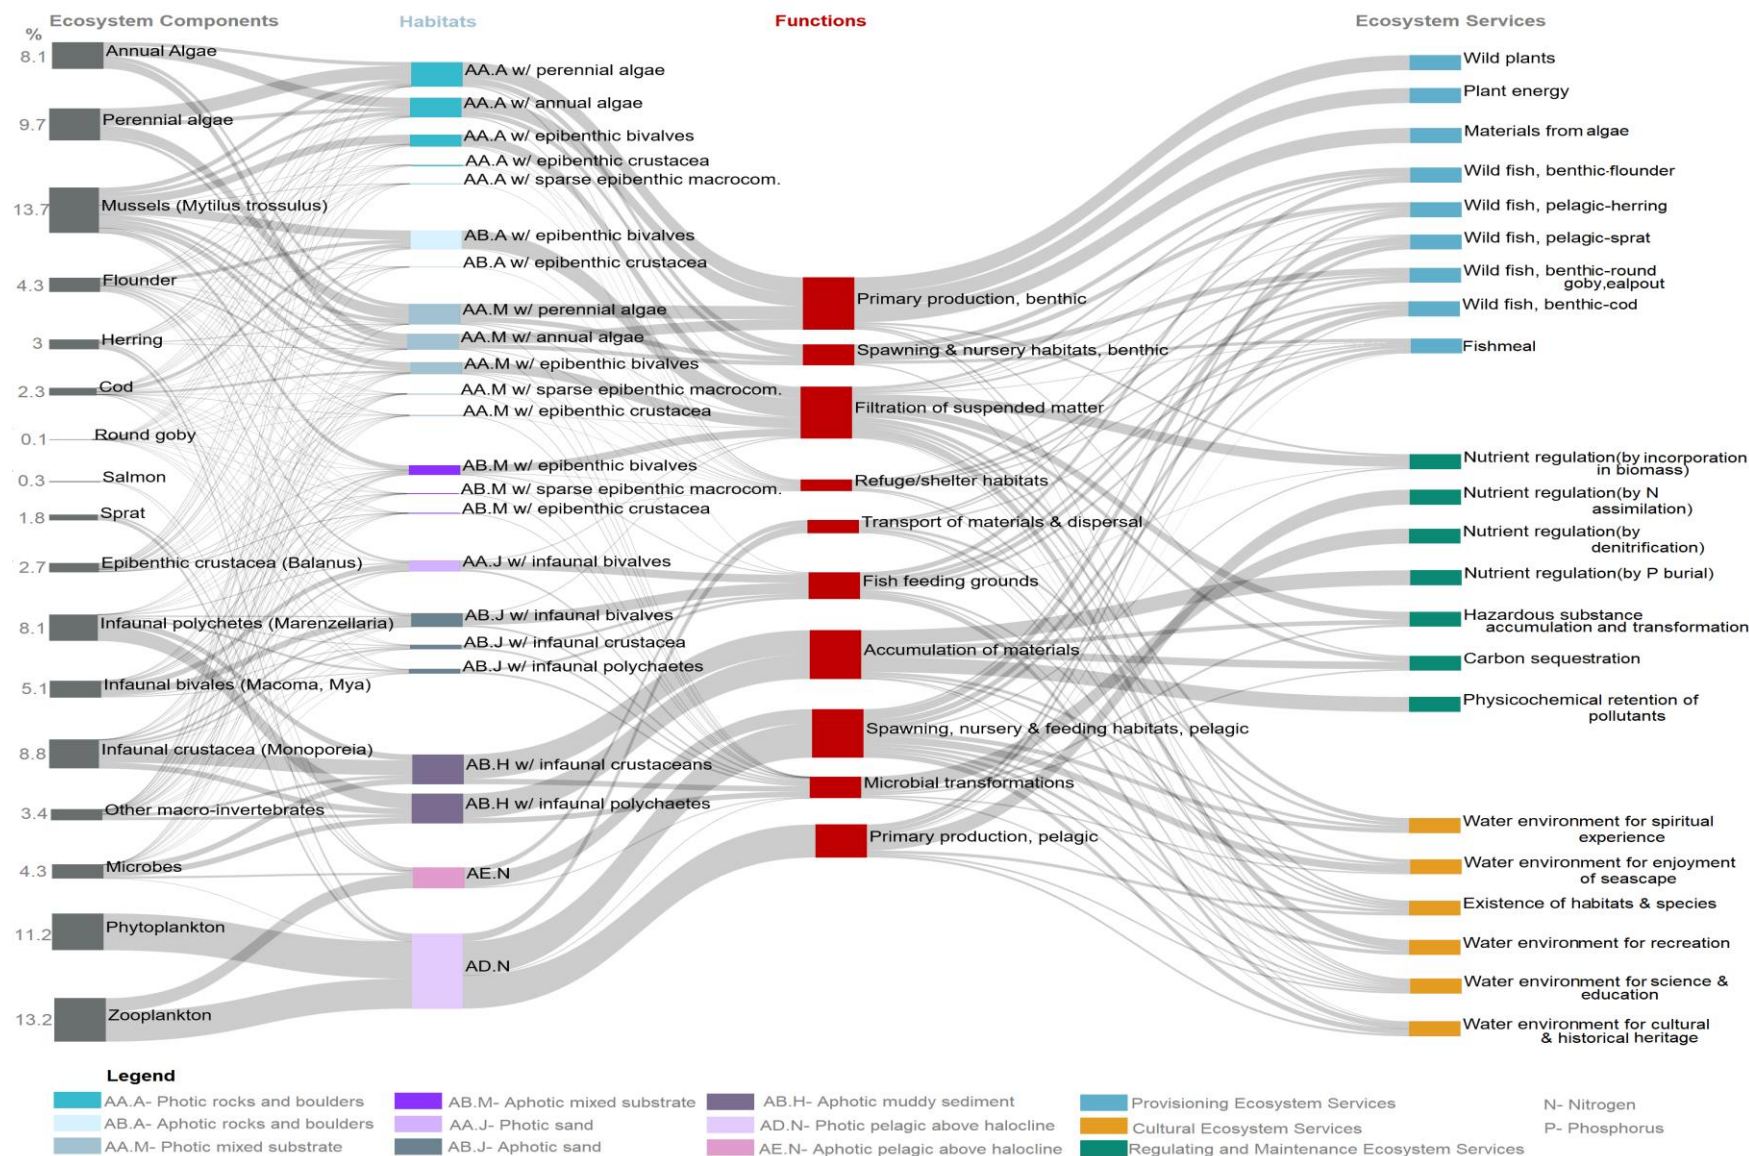 Ecosystem Components
Habitats
Functions
Ecosystem Services
%
8.1
Annual Algae
9.7
Perennial algae
13.7
Mussels (Mytilus trossulus)
4.3
Flounder
3
Herring
2.3
Cod
0.1
Round goby
0.3
Salmon
1.8
Sprat
2.7
Epibenthic crustacea (Balanus)
8.1
Infaunal polychetes (Marenzellaria)
5.1
Infaunal bivales (Macoma, Mya)
8.8
Infaunal crustacea (Monoporeia)
3.4
Other macro-invertebrates
4.3
Microbes
11.2
Phytoplankton
13.2
Zooplankton
AA.A w/ perennial algae
AA.A w/ annual algae
AA.A w/ epibenthic bivalves
AA.A w/ epibenthic crustacea
AA.A w/ sparse epibenthic macrocom.
AB.A w/ epibenthic bivalves
AB.A w/ epibenthic crustacea
AA.M w/ perennial algae
AA.M w/ annual algae
AA.M w/ epibenthic bivalves
AA.M w/ sparse epibenthic macrocom.
AA.M w/ epibenthic crustacea
AB.M w/ epibenthic bivalves
AB.M w/ sparse epibenthic macrocom.
AB.M w/ epibenthic crustacea
AA.J w/ infaunal bivalves
AB.J w/ infaunal bivalves
AB.J w/ infaunal crustacea
AB.J w/ infaunal polychaetes
AB.H w/ infaunal crustaceans
AB.H w/ infaunal polychaetes
AE.N
AD.N
Primary production, benthic
Spawning & nursery habitats, benthic
Filtration of suspended matter
Refuge/shelter habitats
Transport of materials & dispersal
Fish feeding grounds
Accumulation of materials
Spawning, nursery & feeding habitats, pelagic
Microbial transformations
Primary production, pelagic
Wild plants
Plant energy
Materials from algae
Wild fish, benthic-flounder
Wild fish, pelagic-herring
Wild fish, pelagic-sprat
Wild fish, benthic-round
goby,ealpout
Wild fish, benthic-cod
Fishmeal
Nutrient regulation(by incorporation
in biomass)
Nutrient regulation(by N
assimilation)
Nutrient regulation(by
denitrification)
Nutrient regulation(by P burial)
Hazardous substance
accumulation and transformation
Carbon sequestration
Physicochemical retention of
pollutants
Water environment for spiritual
experience
Water environment for enjoyment
of seascape
Existence of habitats & species
Water environment for recreation
Water environment for science &
education
Water environment for cultural
& historical heritage
Legend
AA.A- Photic rocks and boulders
AB.A- Aphotic rocks and boulders
AA.M- Photic mixed substrate
AB.M- Aphotic mixed substrate
AA.J- Photic sand
AB.J- Aphotic sand
AB.H- Aphotic muddy sediment
AD.N- Photic pelagic above halocline
AE.N- Aphotic pelagic above halocline
Provisioning Ecosystem Services
Cultural Ecosystem Services
Regulating and Maintenance Ecosystem Services
N- Nitrogen
P- Phosphorus